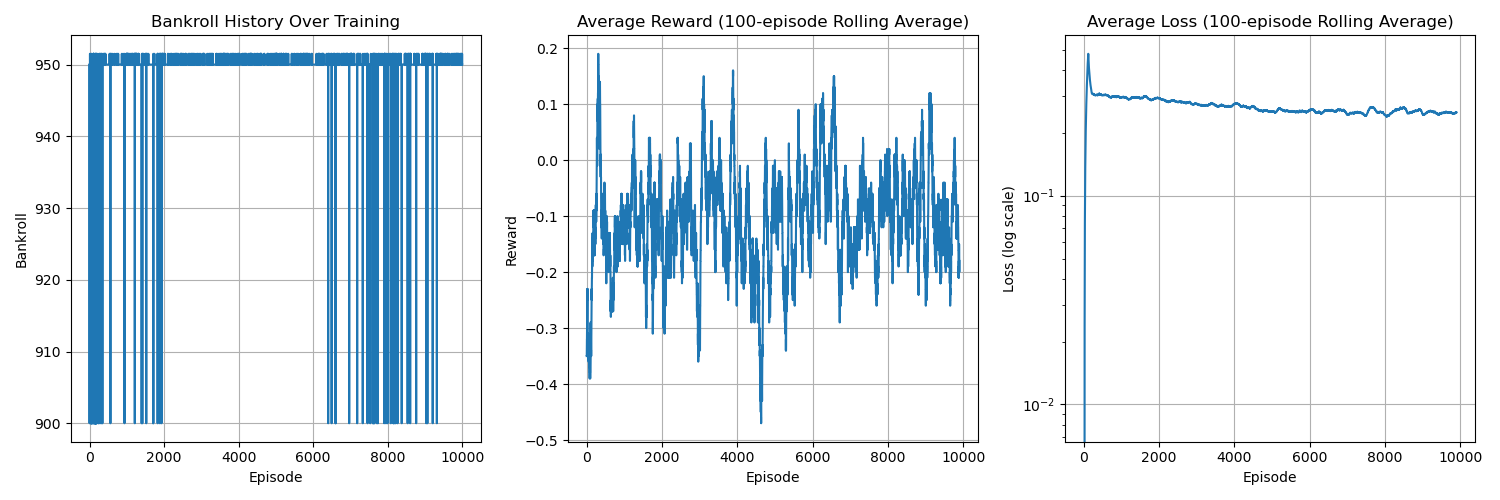 Bankroll History Over Training
950
940
930
920
910
900
Bankroll
0 2000 4000 6000 8000 10000
Episode
Average Reward (100-episode Rolling Average)
0.2
0.1
0.0
−0.1
−0.2
−0.3
−0.4
−0.5
Reward
0 2000 4000 6000 8000 10000
Episode
Average Loss (100-episode Rolling Average)
10⁻¹
10⁻²
Loss (log scale)
0 2000 4000 6000 8000 10000
Episode